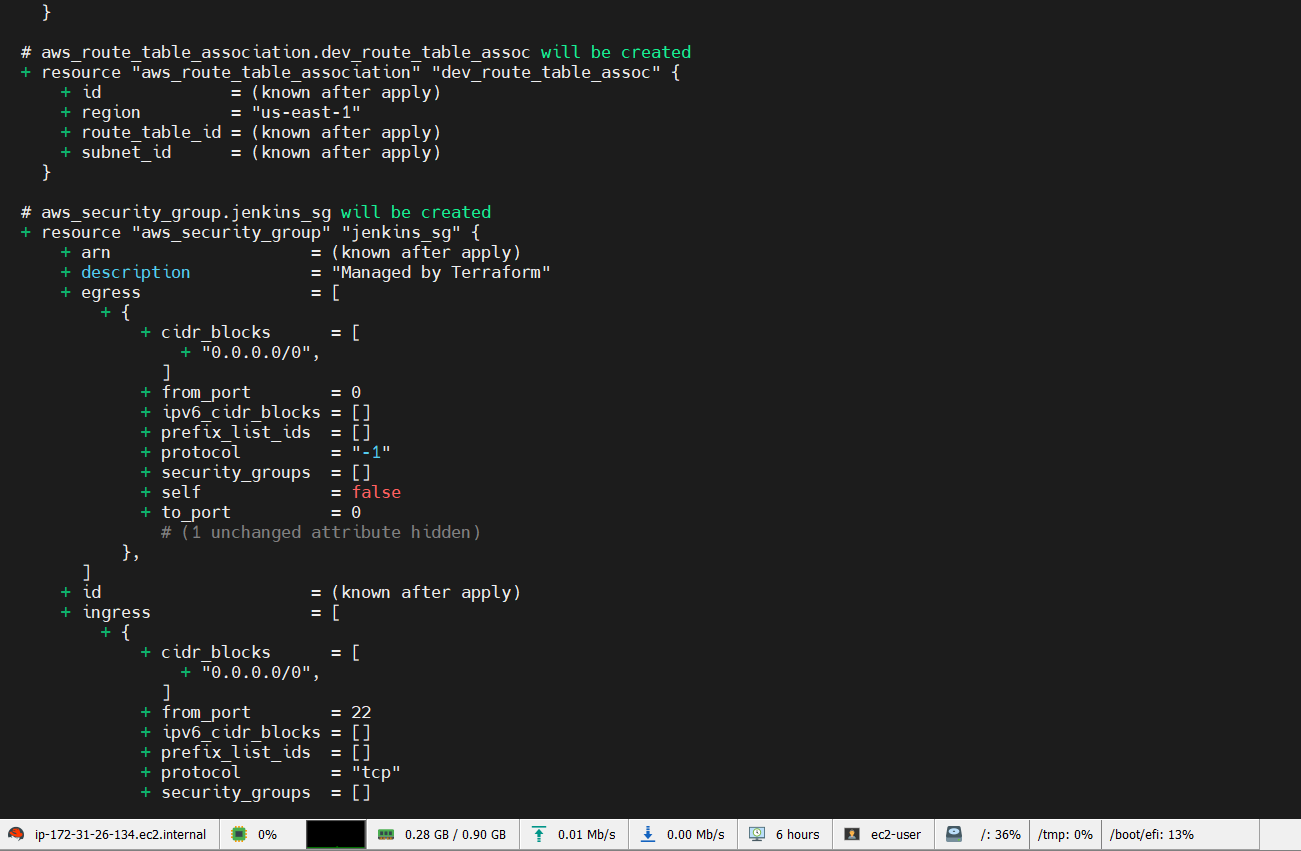 }
# aws_route_table_association.dev_route_table_assoc will be created
+ resource "aws_route_table_association" "dev_route_table_assoc" {
+ id = (known after apply)
+ region = "us-east-1"
+ route_table_id = (known after apply)
+ subnet_id = (known after apply)
}
# aws_security_group.jenkins_sg will be created
+ resource "aws_security_group" "jenkins_sg" {
+ arn = (known after apply)
+ description = "Managed by Terraform"
+ egress = [
+ {
+ cidr_blocks = [
+ "0.0.0.0/0",
]
+ from_port = 0
+ ipv6_cidr_blocks = []
+ prefix_list_ids = []
+ protocol = "-1"
+ security_groups = []
+ self = false
+ to_port = 0
# (1 unchanged attribute hidden)
},
]
+ id = (known after apply)
+ ingress = [
+ {
+ cidr_blocks = [
+ "0.0.0.0/0",
]
+ from_port = 22
+ ipv6_cidr_blocks = []
+ prefix_list_ids = []
+ protocol = "tcp"
+ security_groups = []
ip-172-31-26-134.ec2.internal 0% 0.28 GB / 0.90 GB 0.01 Mb/s 0.00 Mb/s 6 hours ec2-user /: 36% /tmp: 0% /boot/efi: 13%